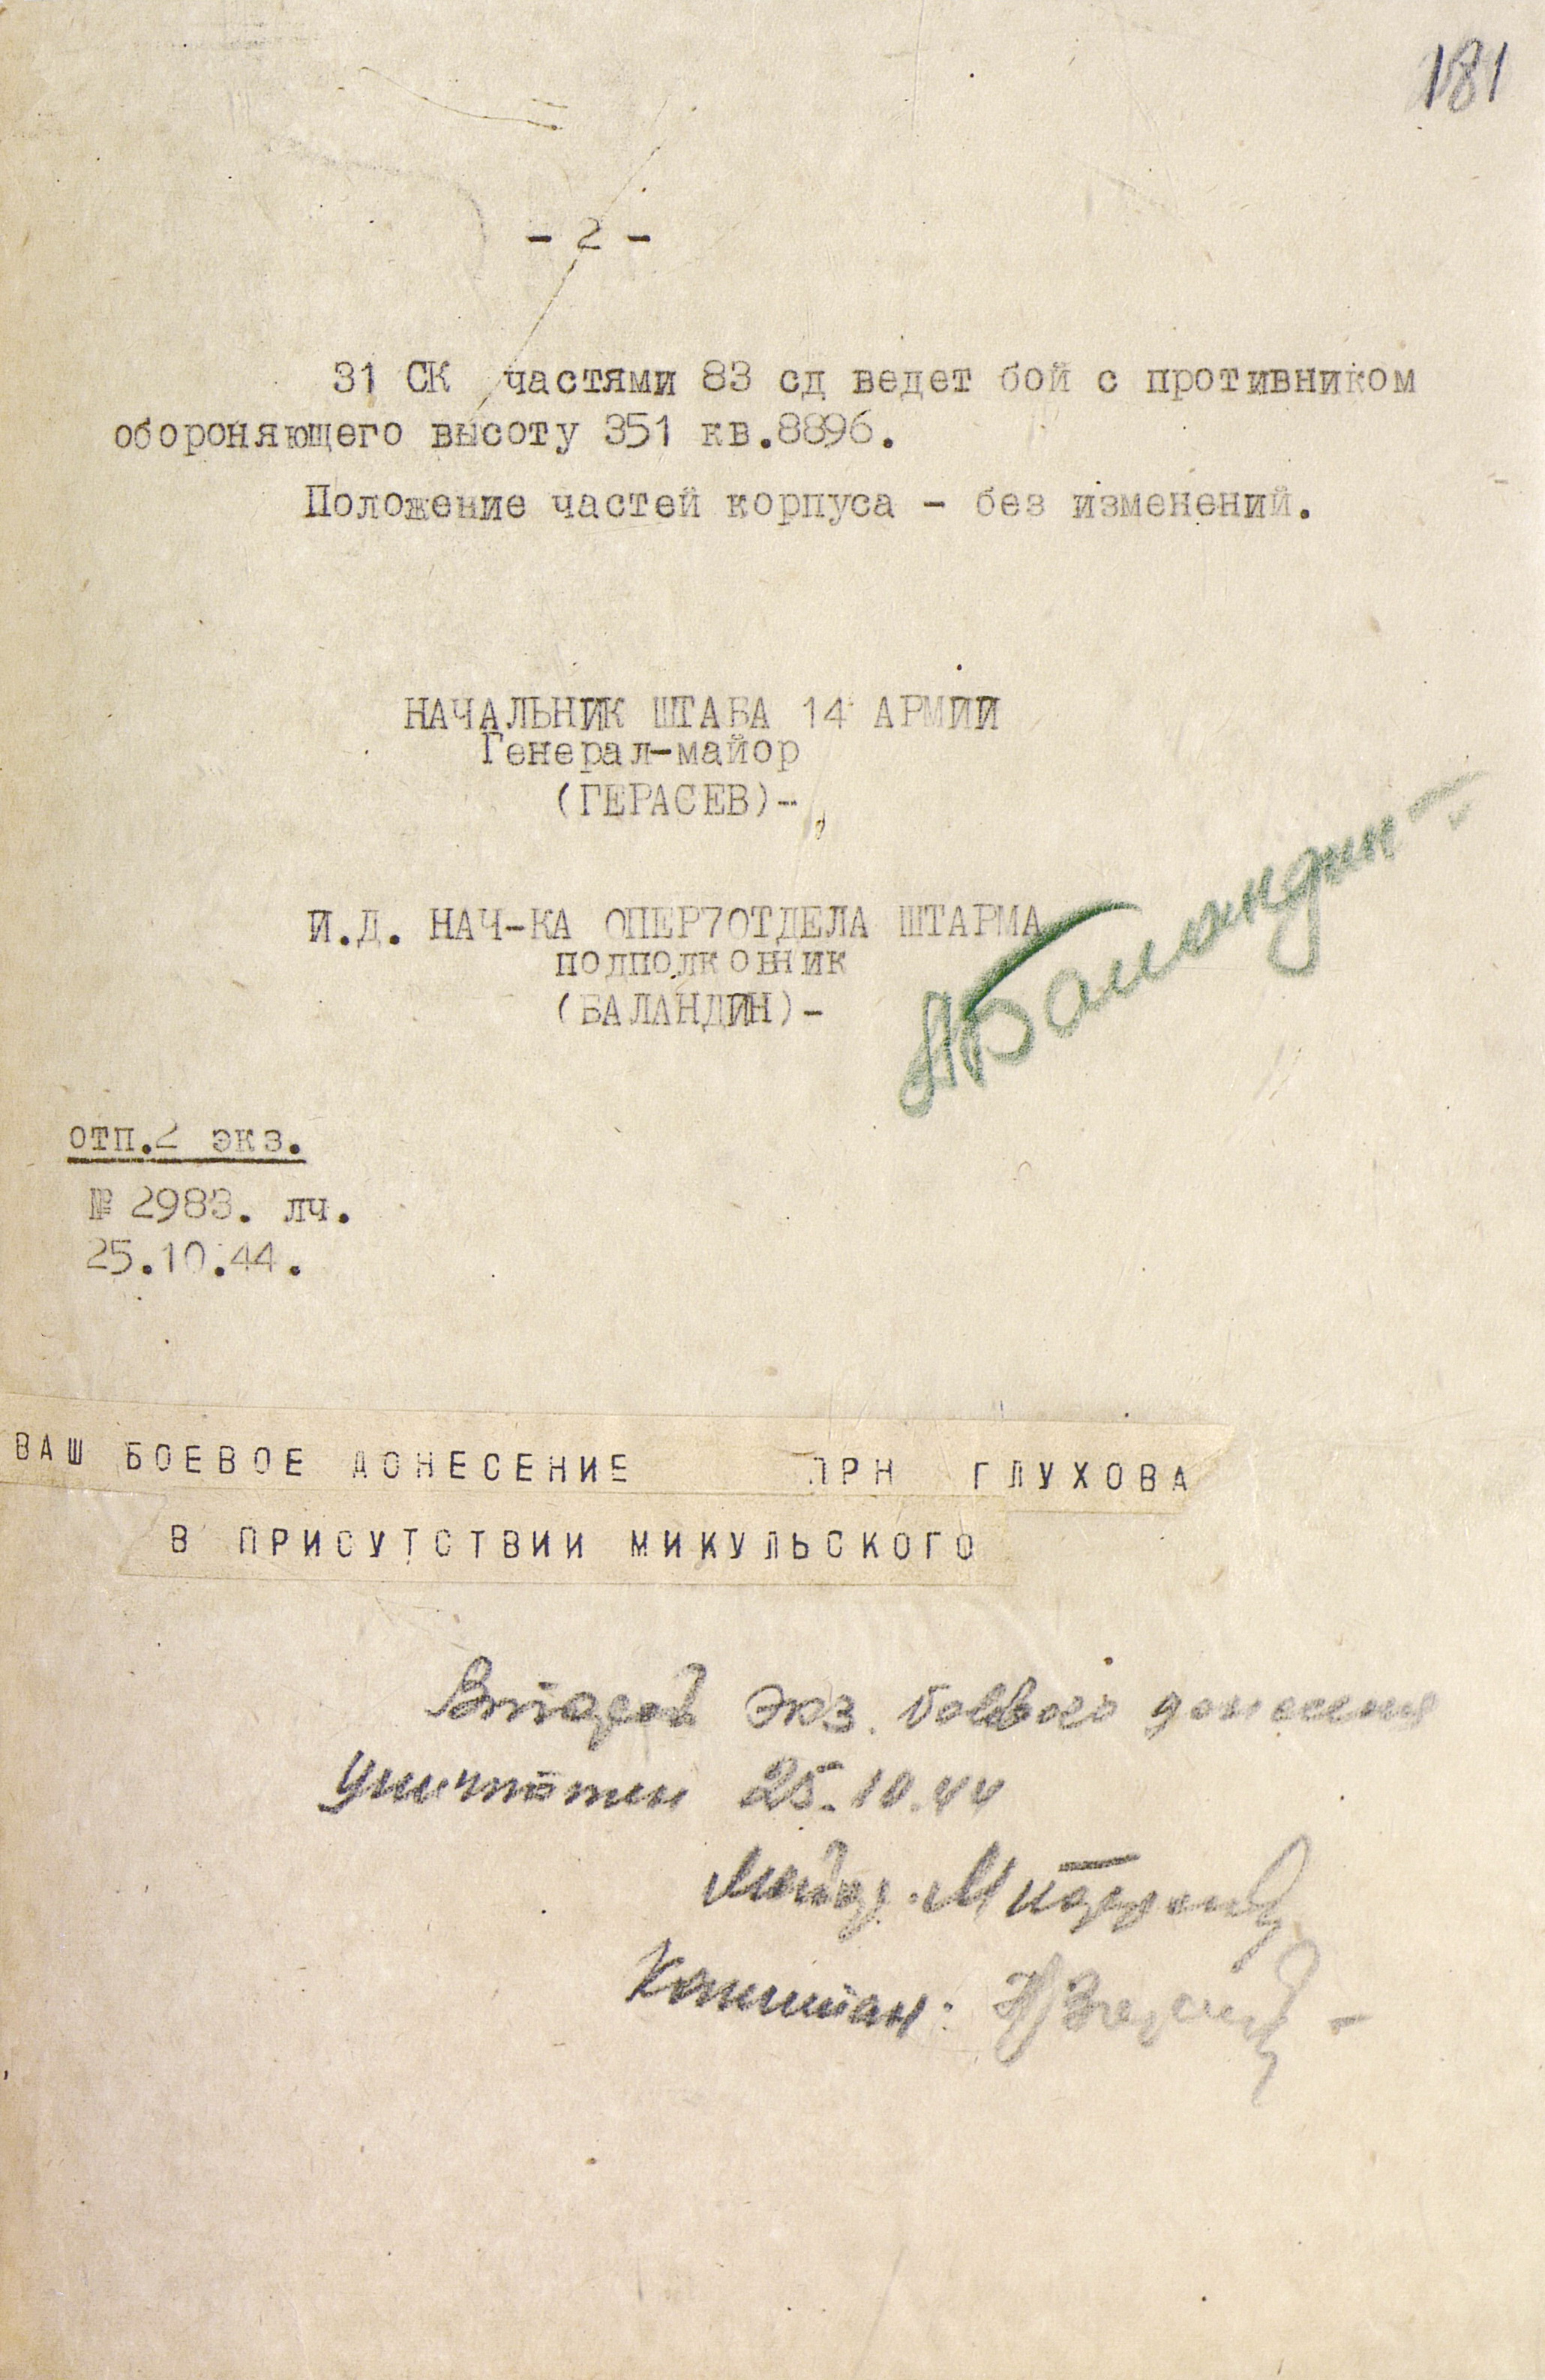 181
- 2 -
31 СК частями 83 сд ведет бой с противником
обороняющего высоту 351 кв.8896.
Положение частей корпуса - без изменений.
НАЧАЛЬНИК ШТАБА 14 АРМИИ
Генерал-майор
(ГЕРАСЕВ)-
И.Д. НАЧ-КА ОПЕР7ОТДЕЛА ШТАРМА
подполковник
(БАЛАНДИН)-
Баландин
отп.2 экз.
№ 2983. лч.
25.10.44.
ВАШ БОЕВОЕ ДОНЕСЕНИЕ ПРН ГЛУХОВА
В ПРИСУТСТВИИ МИКУЛЬСКОГО
Второй экз. боевого донесения
Уничтожен 25.10.44
Майор
Капитан